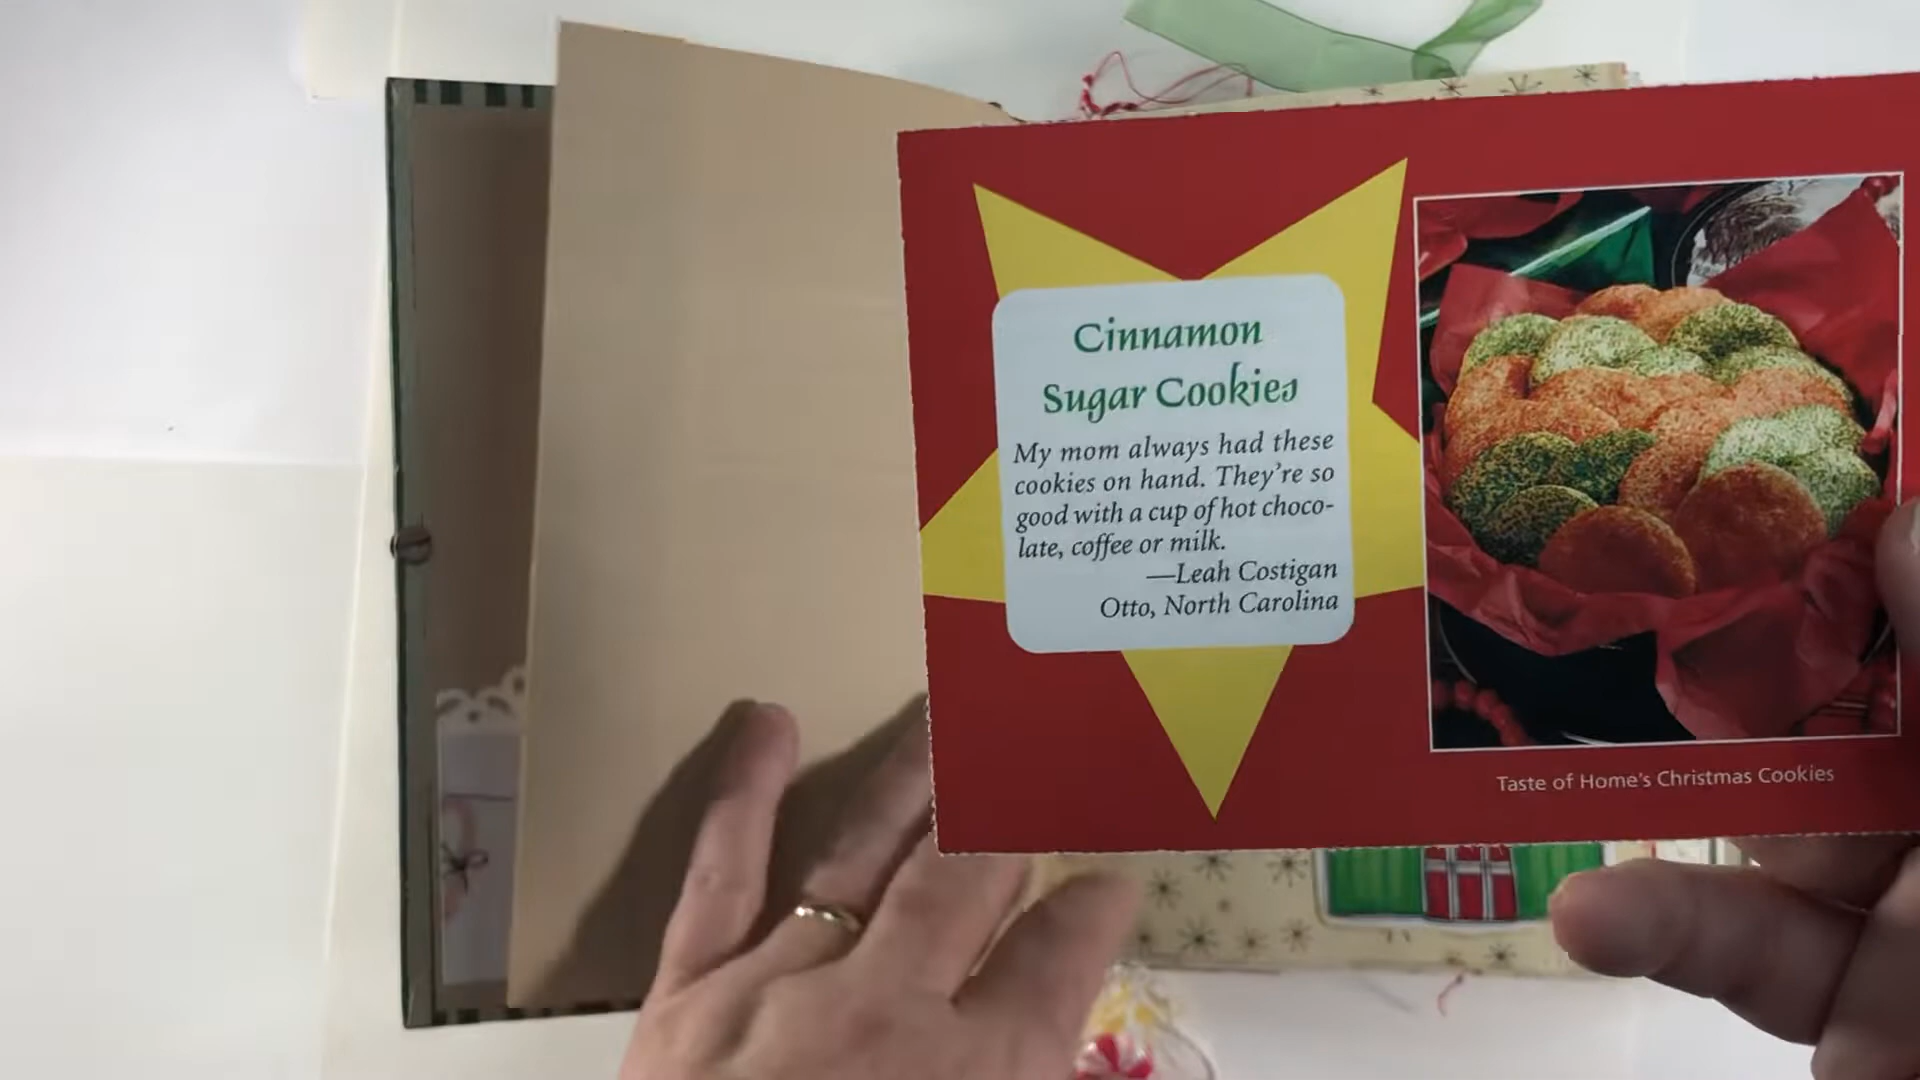 Cinnamon
Sugar Cookies
My mom always had these
cookies on hand. They're so
good with a cup of hot choco-
late, coffee or milk.
—Leah Costigan
Otto, North Carolina
Taste of Home's Christmas Cookies